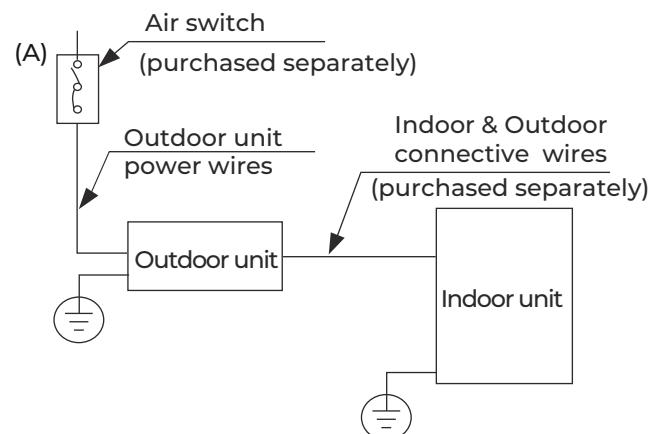 Air switch
(A)
(purchased separately)
Outdoor unit
power wires
Indoor & Outdoor
connective wires
(purchased separately)
Outdoor unit
Indoor unit